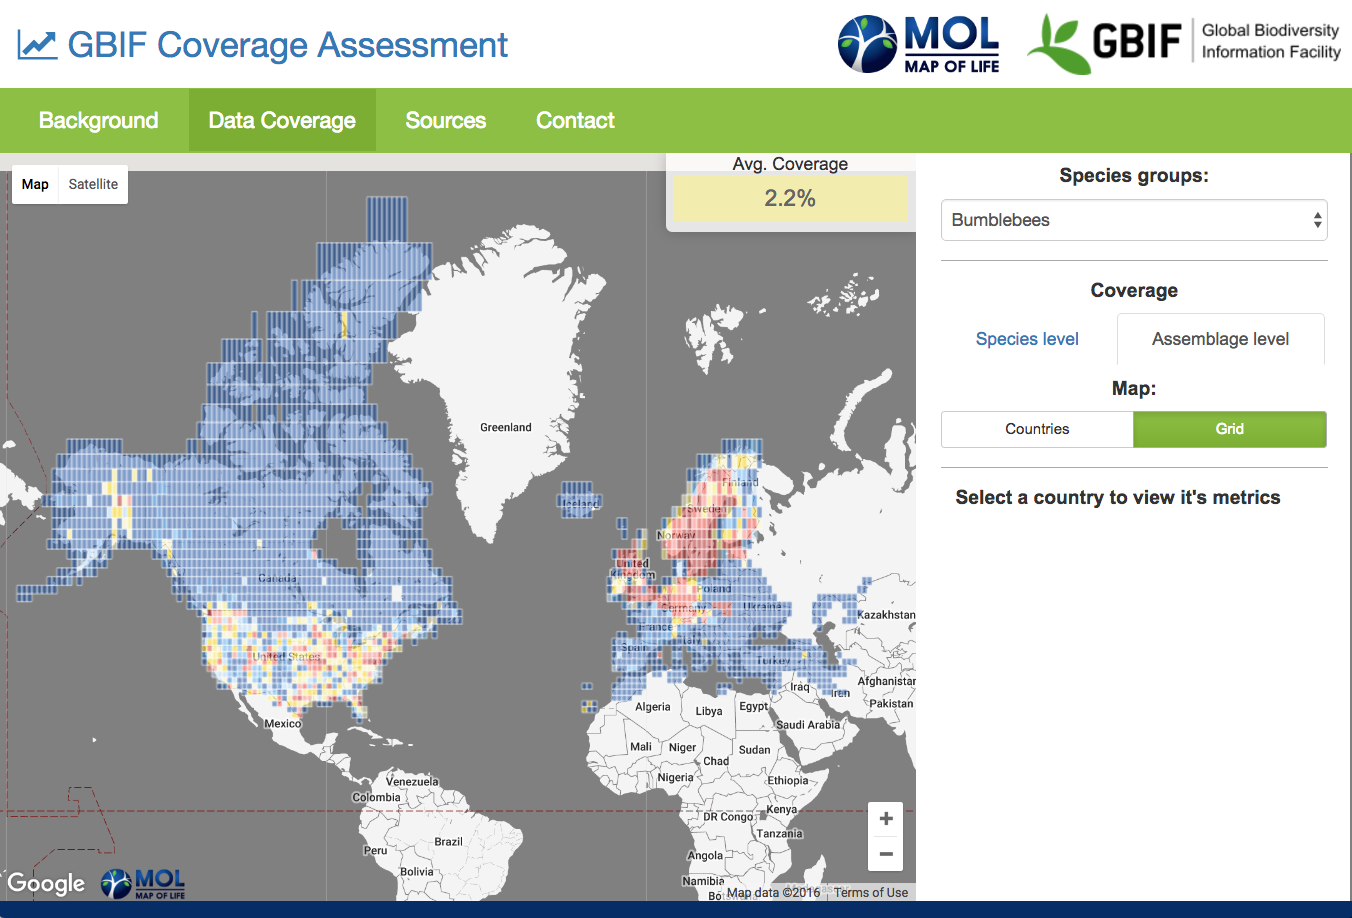 GBIF Coverage Assessment
MOL
MAP OF LIFE
GBIF
Global Biodiversity
Information Facility
Background
Data Coverage
Sources
Contact
Map
Satellite
Avg. Coverage
2.2%
Species groups:
Bumblebees
Coverage
Species level
Assemblage level
Map:
Countries
Grid
Select a country to view it's metrics
Greenland
Iceland
Finland
Sweden
Norway
United
Kingdom
Poland
Germany
Ukraine
France
Spain
Turkey
Kazakhstan
Canada
United States
Mexico
Afghanistan
Iraq
Iran
Pakistan
Algeria
Libya
Egypt
Saudi Arabia
Mali
Niger
Sudan
Chad
Nigeria
Ethiopia
Venezuela
Colombia
Kenya
DR Congo
Tanzania
Brazil
Peru
Angola
Bolivia
Namibia
Google
MOL
MAP OF LIFE
Map data ©2016
Terms of Use